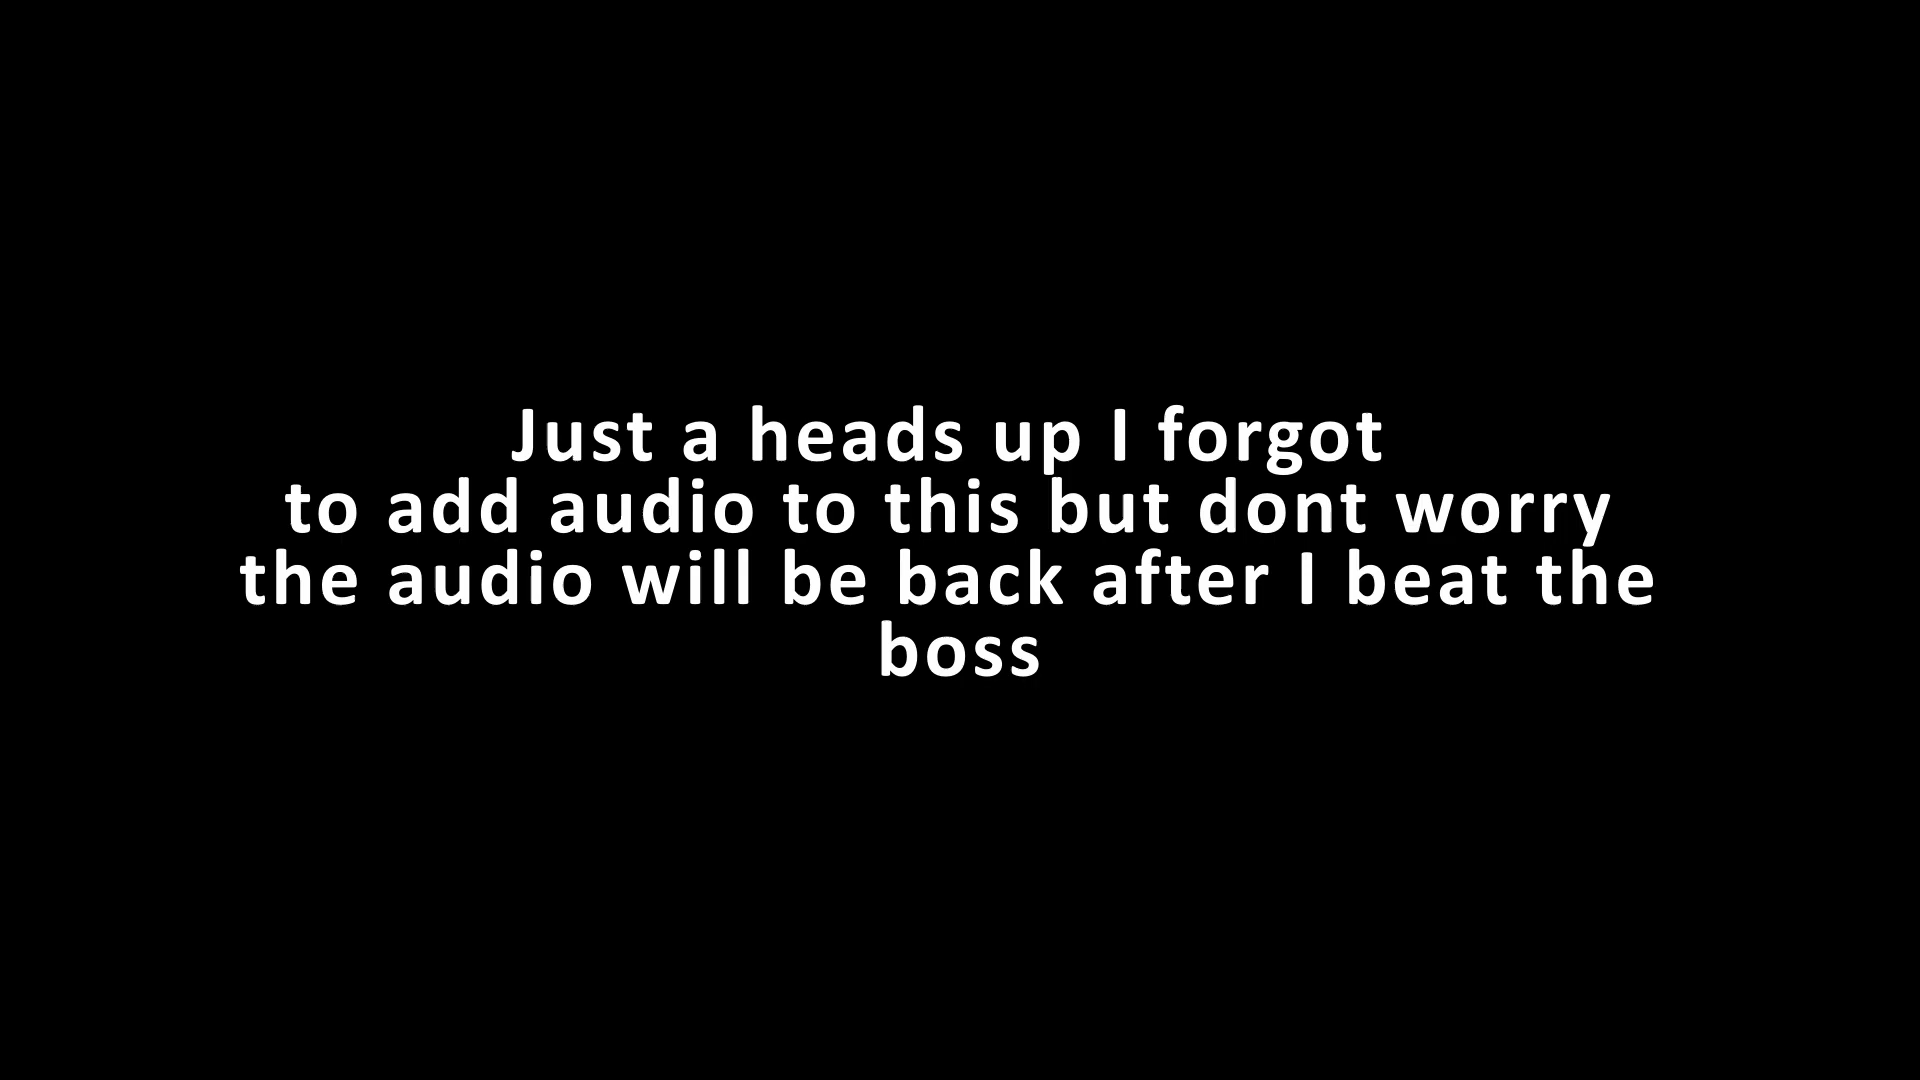 Just a heads up I forgot
to add audio to this but dont worry
the audio will be back after I beat the
boss